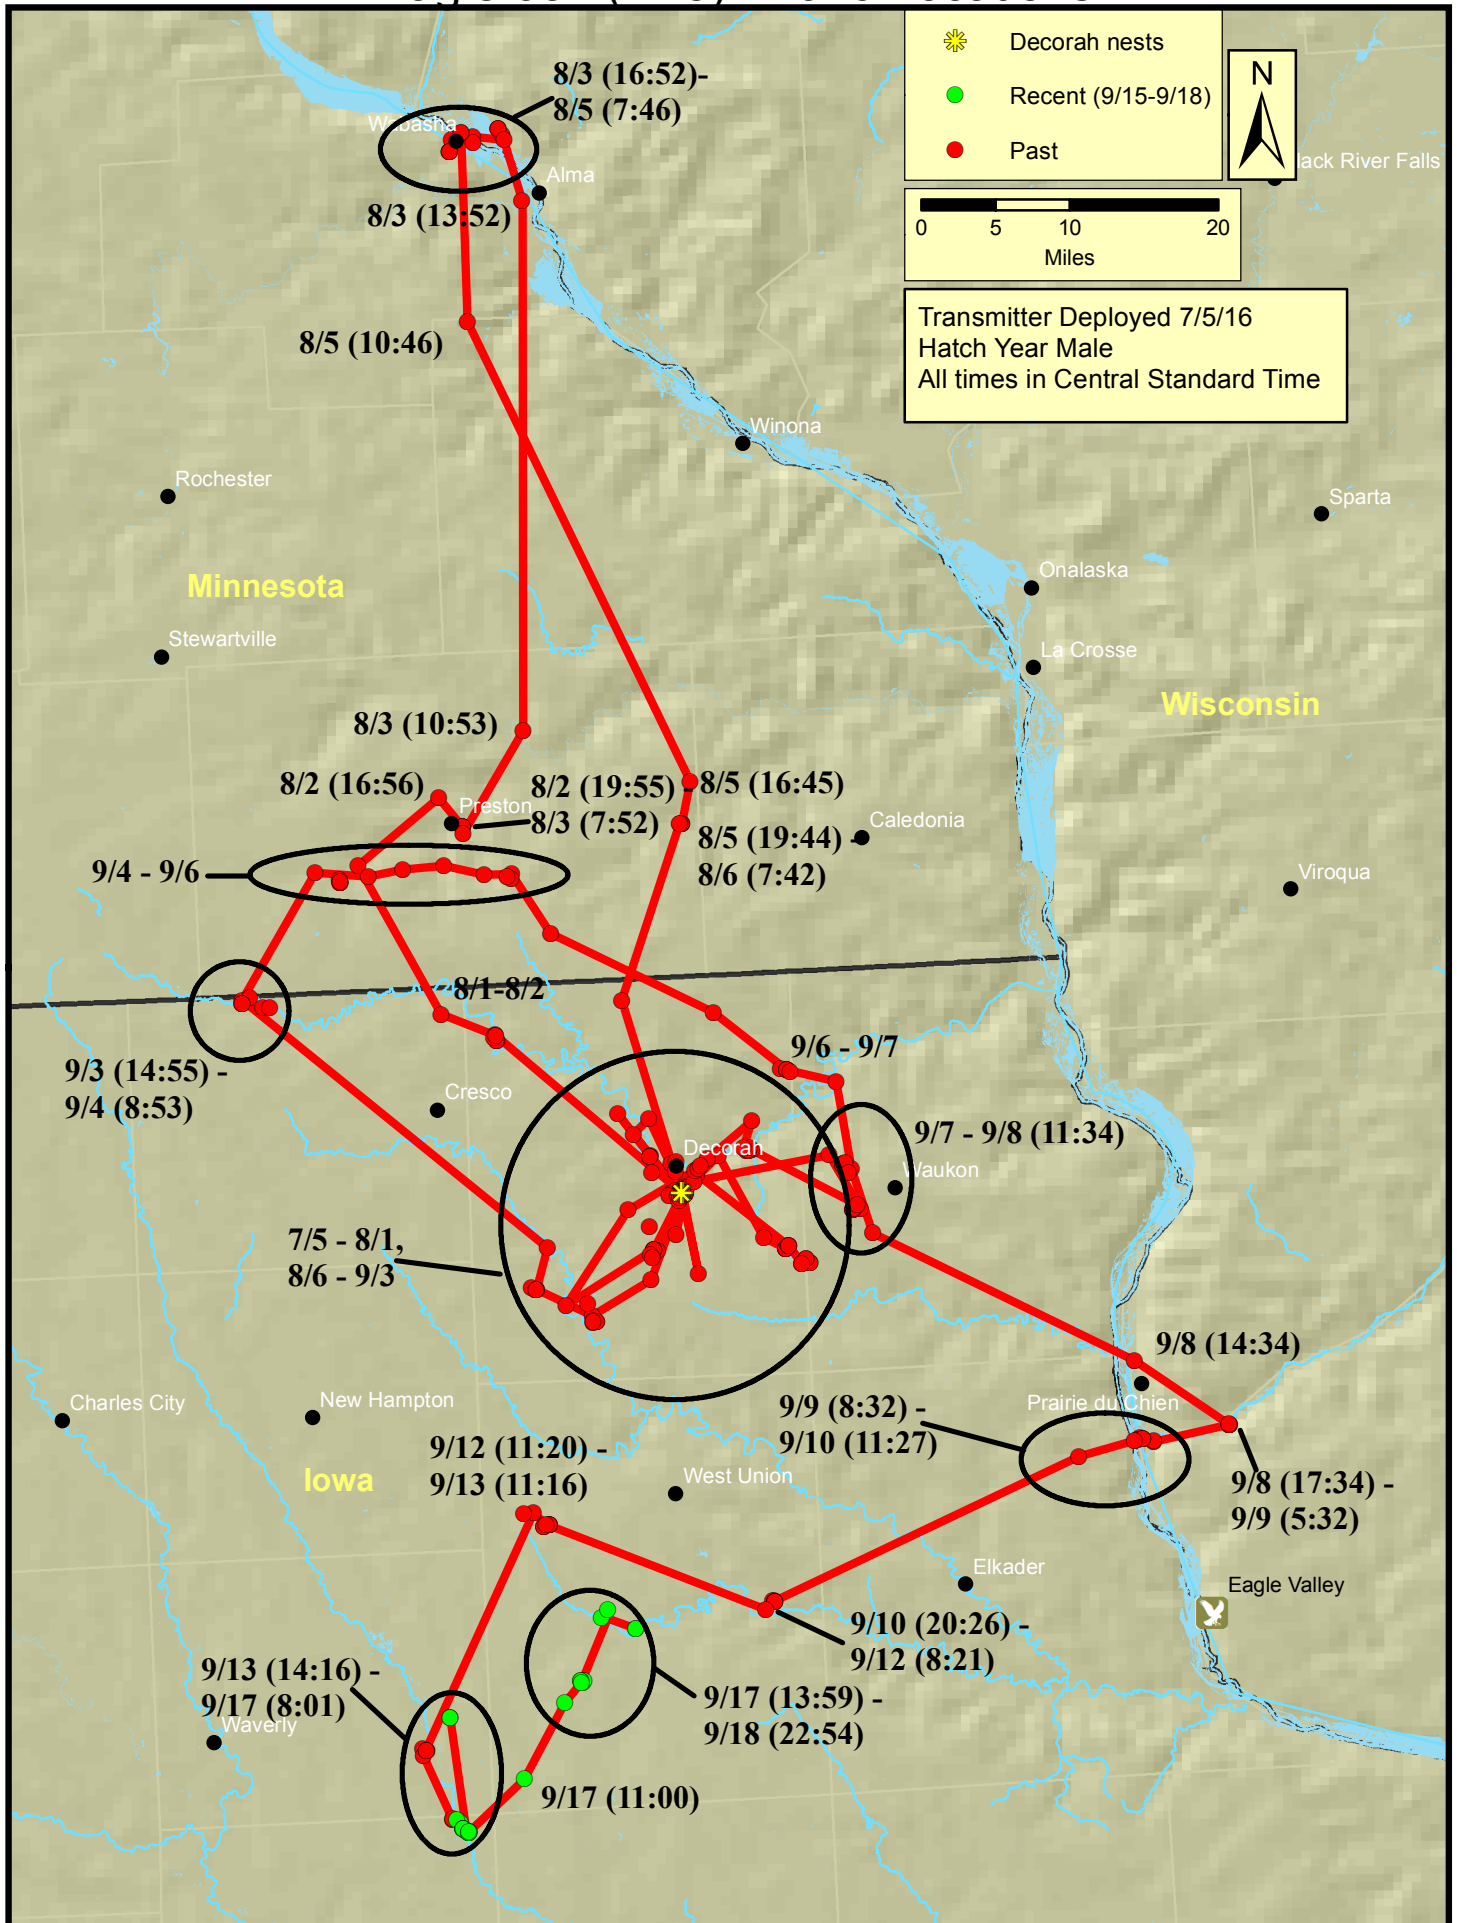 Decorah nests
Recent (9/15-9/18)
Past
N
0 5 10 20
Miles
Transmitter Deployed 7/5/16
Hatch Year Male
All times in Central Standard Time
8/3 (16:52)-
8/5 (7:46)
Wabasha
Alma
lack River Falls
8/3 (13:52)
8/5 (10:46)
Winona
Rochester
Sparta
Onalaska
Minnesota
Stewartville
La Crosse
Wisconsin
8/3 (10:53)
8/2 (16:56)
Preston
8/2 (19:55) -
8/3 (7:52)
8/5 (16:45)
Caledonia
8/5 (19:44) -
8/6 (7:42)
9/4 - 9/6
Viroqua
8/1-8/2
9/3 (14:55) -
9/4 (8:53)
Cresco
9/6 - 9/7
9/7 - 9/8 (11:34)
Decorah
Waukon
7/5 - 8/1,
8/6 - 9/3
9/8 (14:34)
Charles City
New Hampton
Prairie du Chien
9/9 (8:32) -
9/10 (11:27)
9/12 (11:20) -
9/13 (11:16)
Iowa
West Union
9/8 (17:34) -
9/9 (5:32)
Elkader
Eagle Valley
9/10 (20:26) -
9/12 (8:21)
9/13 (14:16) -
9/17 (8:01)
Waverly
9/17 (13:59) -
9/18 (22:54)
9/17 (11:00)